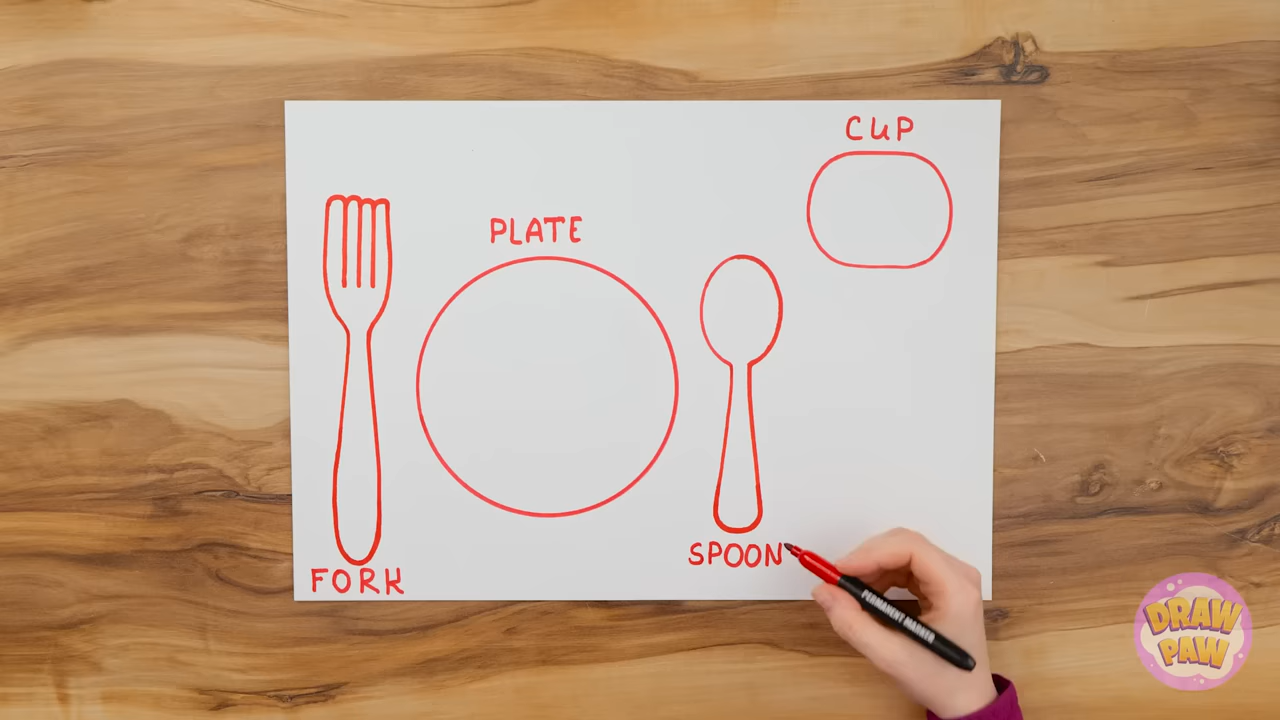 CUP
PLATE
FORK
SPOON
PERMANENT MARKER
DRAW
PAW